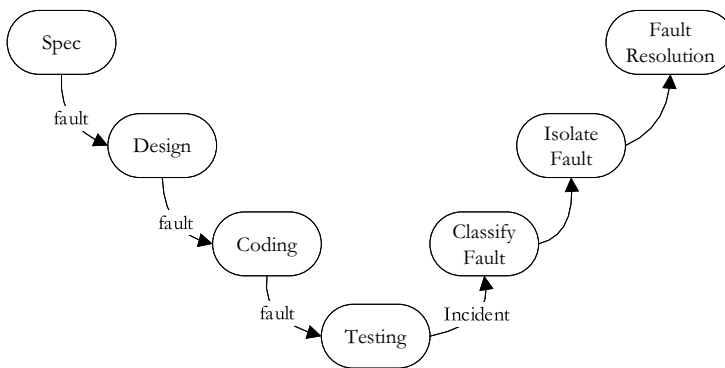 Spec
fault
Design
fault
Coding
fault
Testing
Incident
Classify
Fault
Isolate
Fault
Fault
Resolution